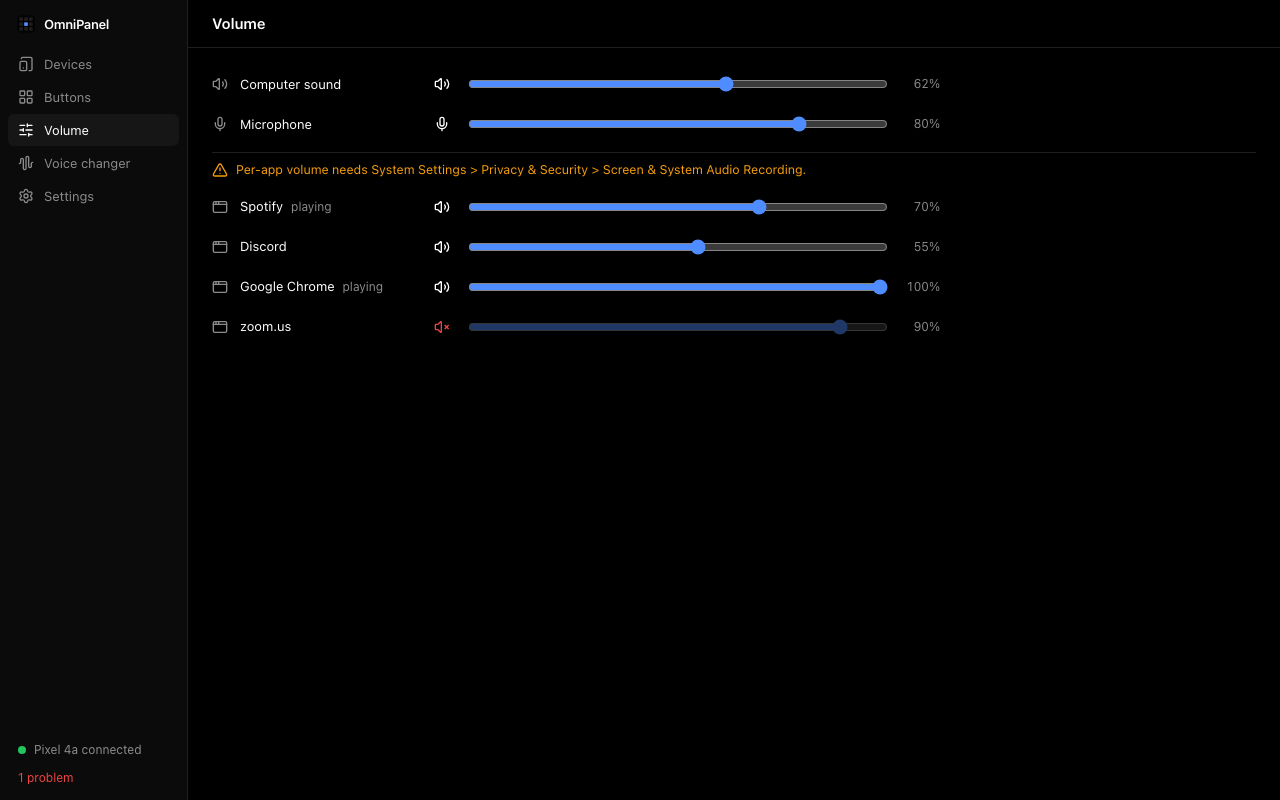 OmniPanel
Devices
Buttons
Volume
Voice changer
Settings
Pixel 4a connected
1 problem
Volume
Computer sound 62%
Microphone 80%
Per-app volume needs System Settings > Privacy & Security > Screen & System Audio Recording.
Spotify playing 70%
Discord 55%
Google Chrome playing 100%
zoom.us 90%